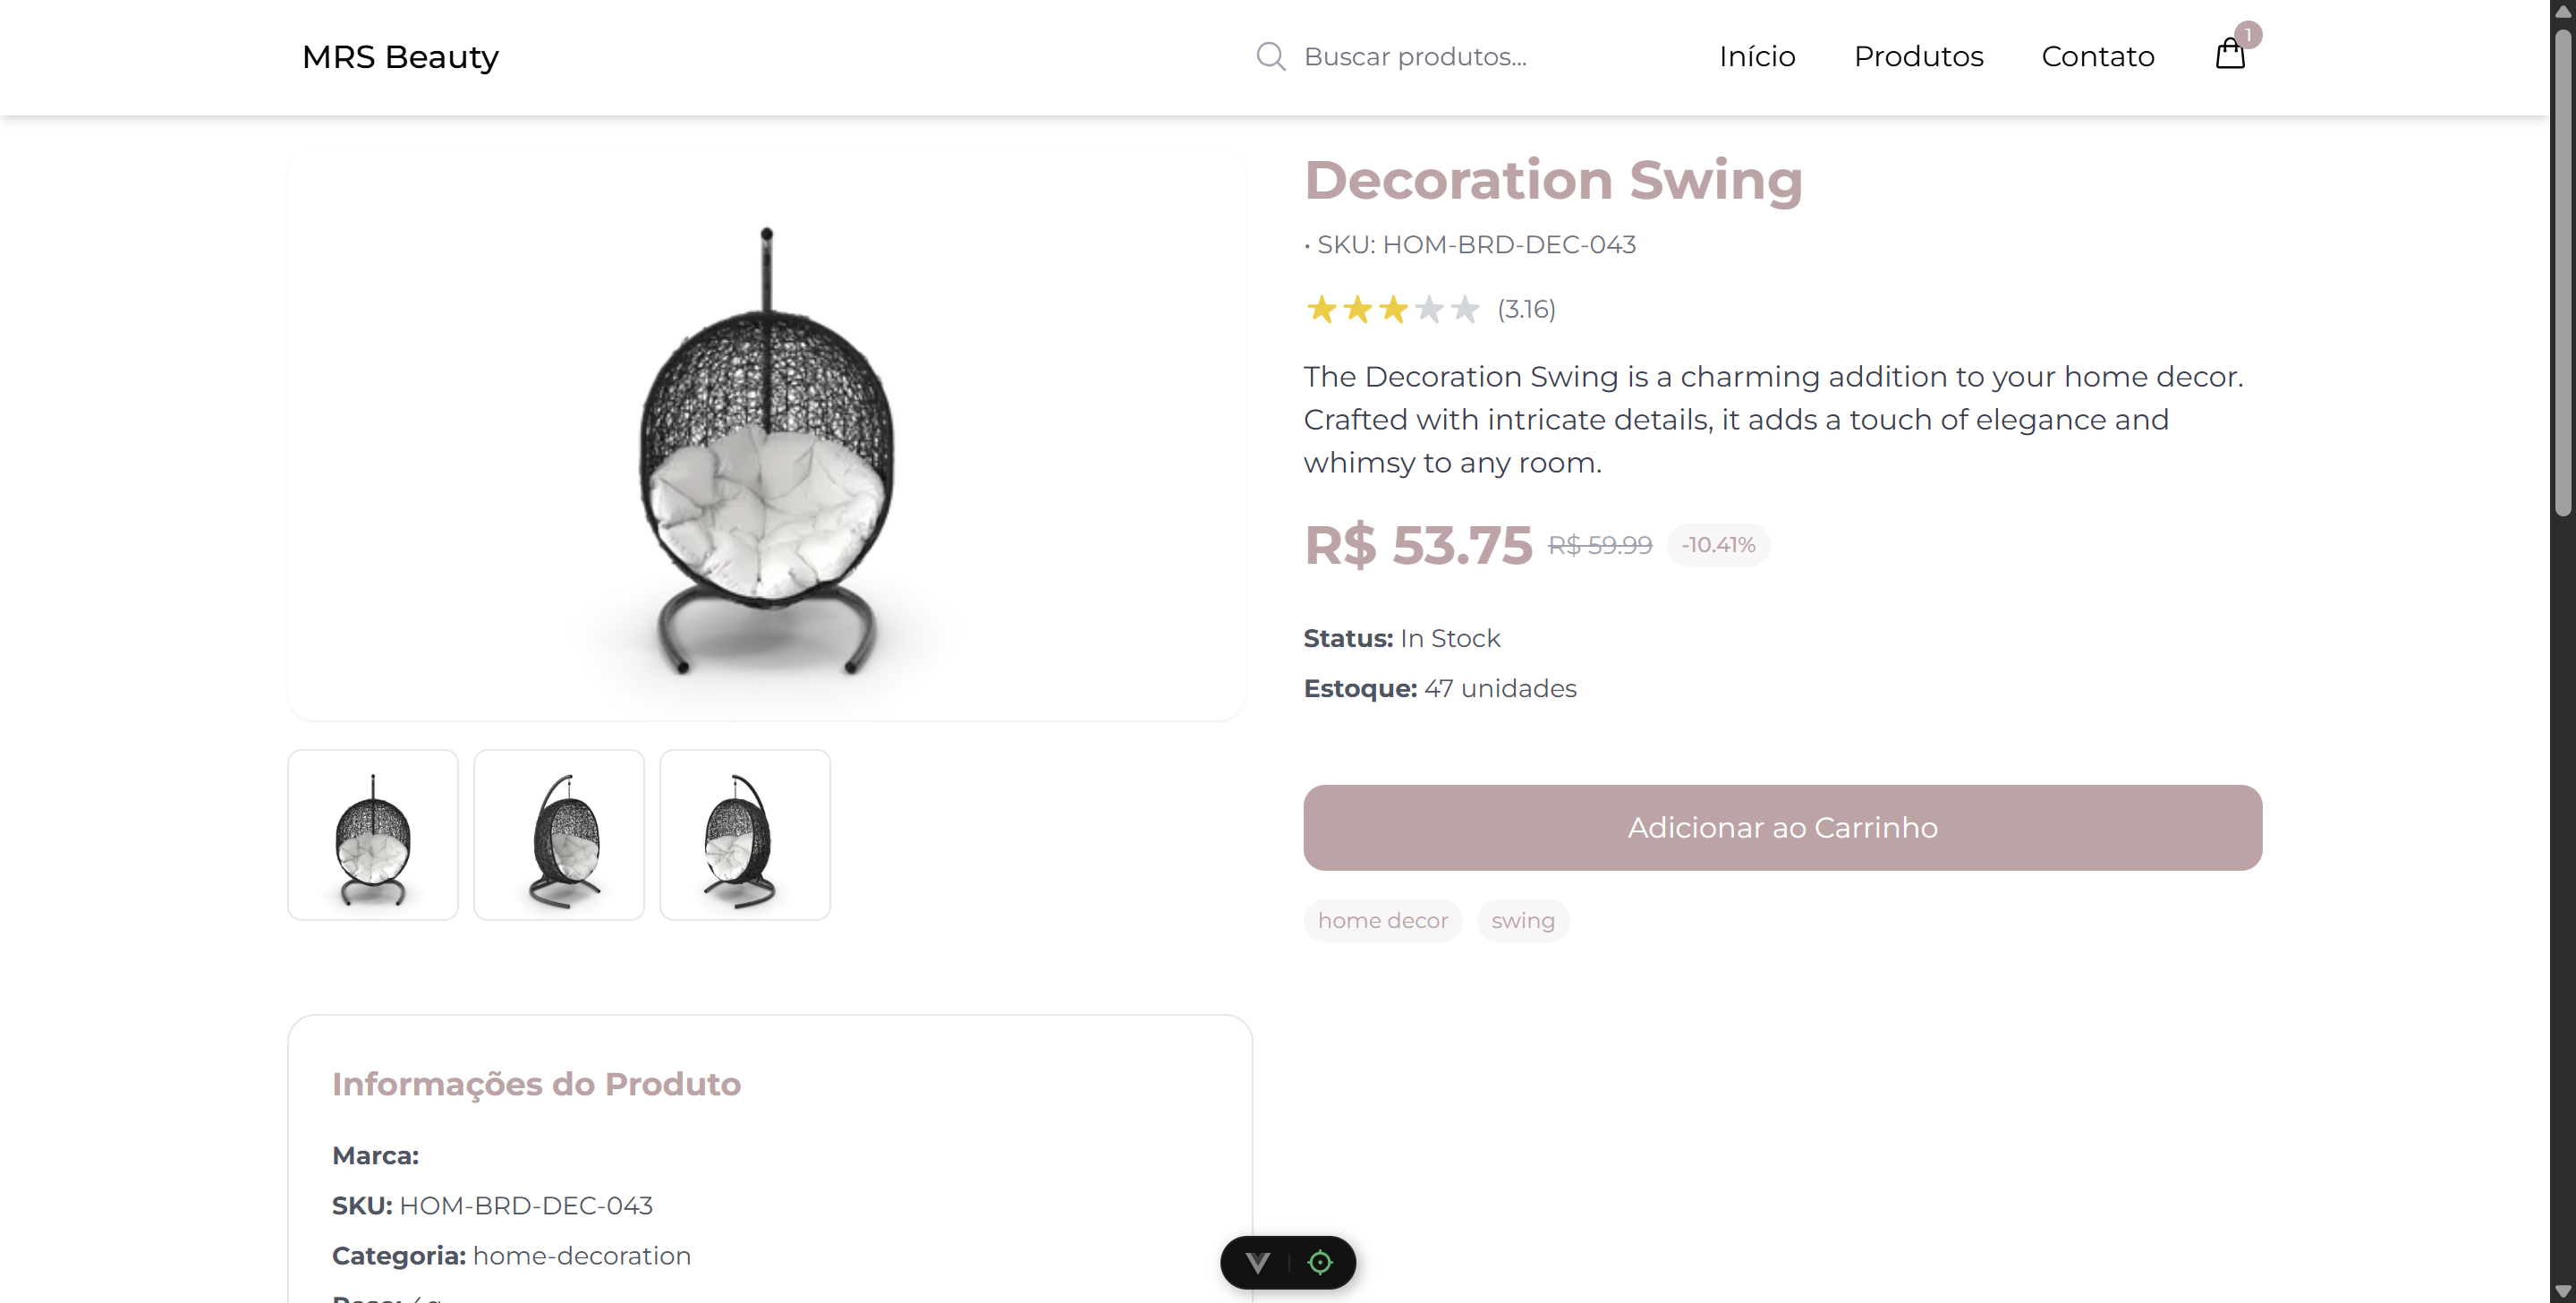 MRS Beauty
Buscar produtos...
Início
Produtos
Contato
1
Decoration Swing
• SKU: HOM-BRD-DEC-043
(3.16)
The Decoration Swing is a charming addition to your home decor.
Crafted with intricate details, it adds a touch of elegance and
whimsy to any room.
R$ 53.75 R$ 59.99 -10.41%
Status: In Stock
Estoque: 47 unidades
Adicionar ao Carrinho
home decor
swing
Informações do Produto
Marca:
SKU: HOM-BRD-DEC-043
Categoria: home-decoration